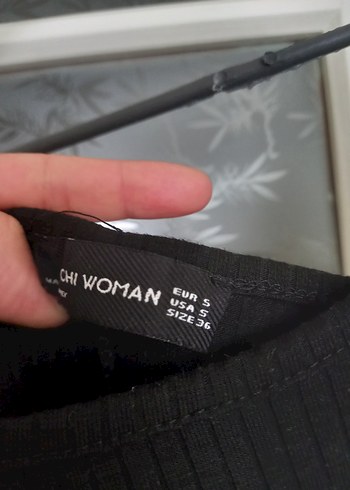 CHI WOMAN
EUR S
USA S
SIZE 36